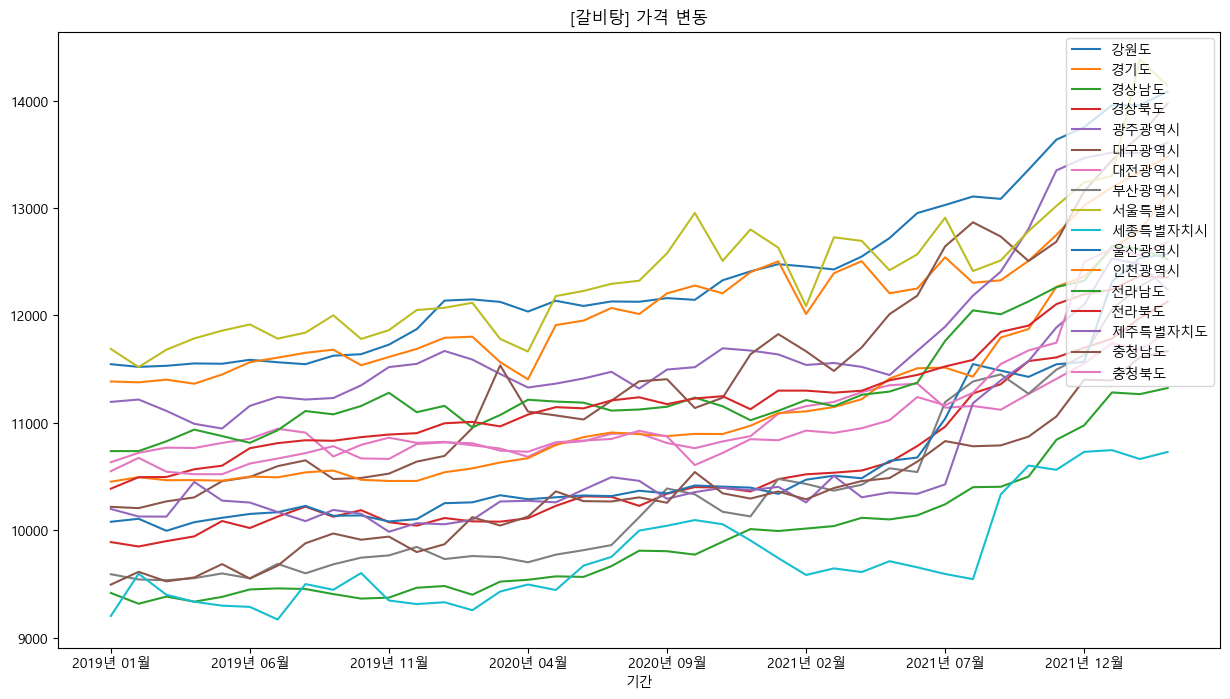 [갈비탕] 가격 변동
14000
13000
12000
11000
10000
9000
강원도
경기도
경상남도
경상북도
광주광역시
대구광역시
대전광역시
부산광역시
서울특별시
세종특별자치시
울산광역시
인천광역시
전라남도
전라북도
제주특별자치도
충청남도
충청북도
2019년 01월 2019년 06월 2019년 11월 2020년 04월 2020년 09월 2021년 02월 2021년 07월 2021년 12월
기간